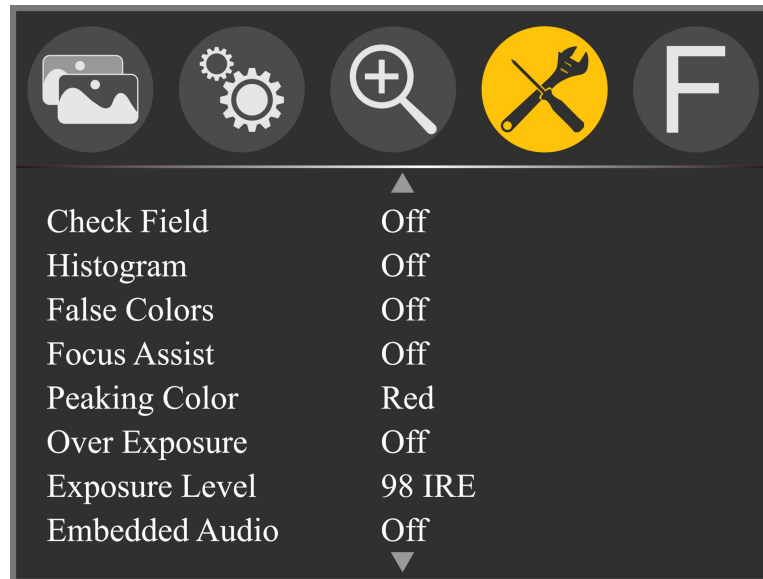 F
Check Field Off
Histogram Off
False Colors Off
Focus Assist Off
Peaking Color Red
Over Exposure Off
Exposure Level 98 IRE
Embedded Audio Off